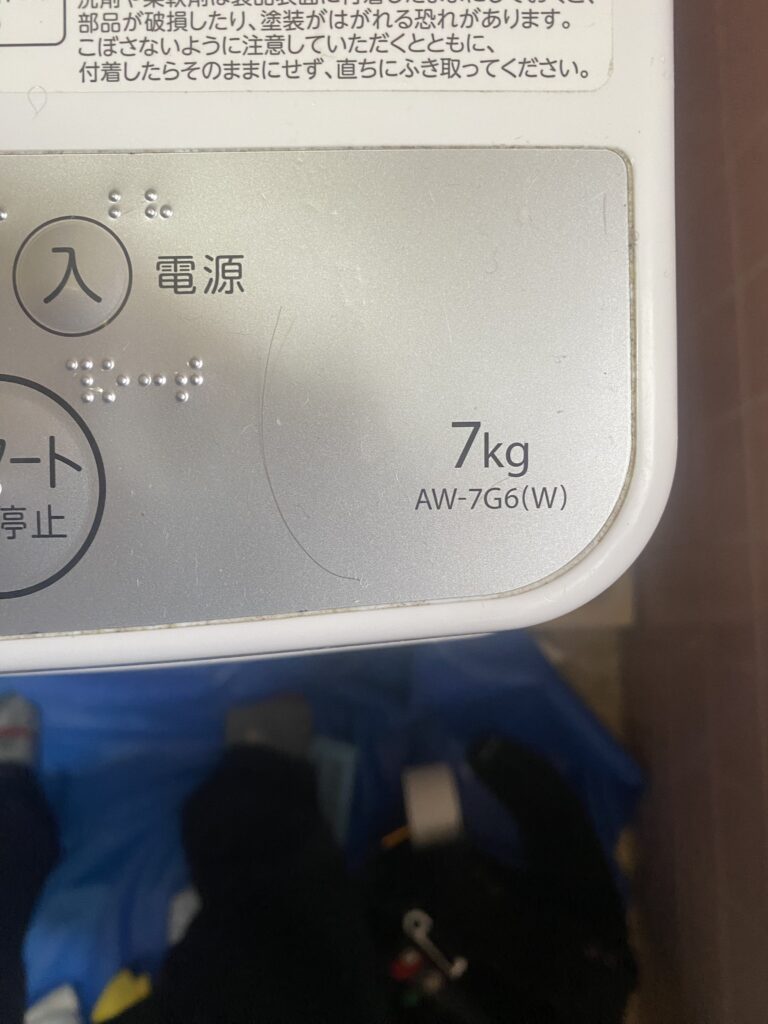 部品が破損したり、塗装がはがれる恐れがあります。
こぼさないように注意していただくとともに、
付着したらそのままにせず、直ちにふき取ってください。
入 電源
ート
停止
7kg
AW-7G6(W)